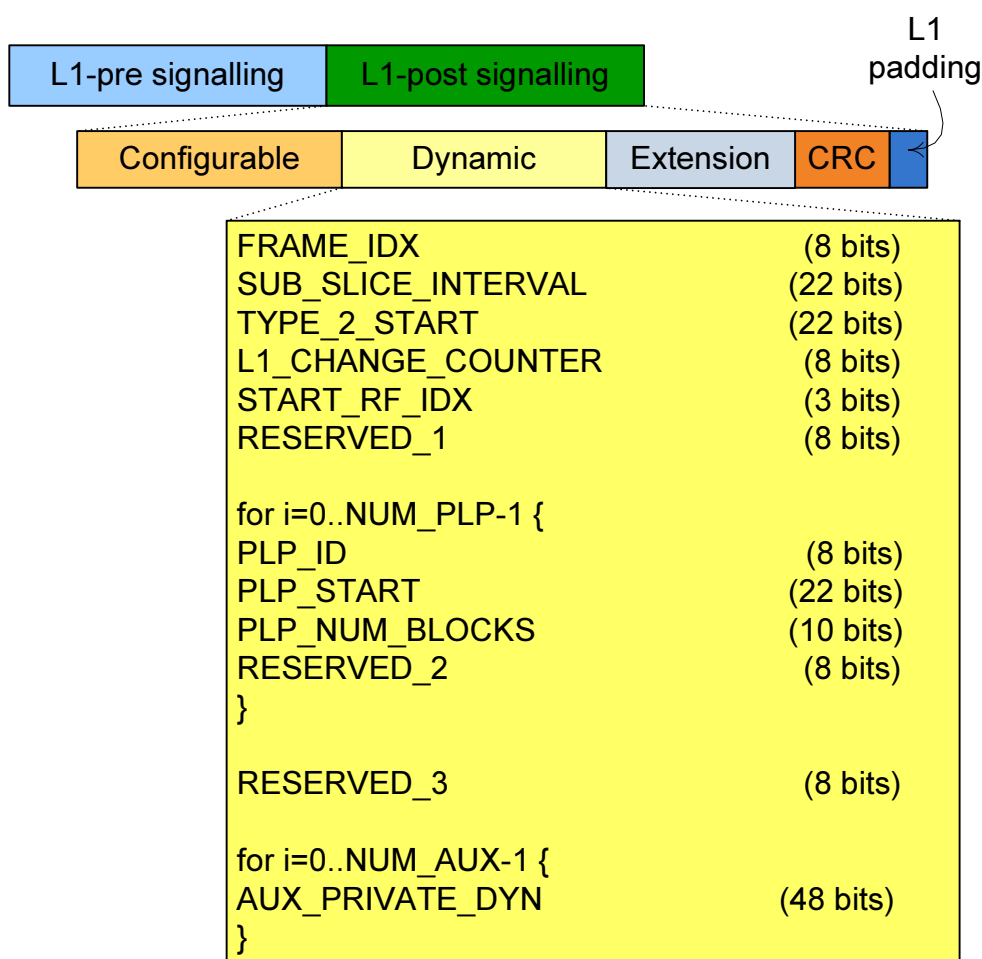 L1
padding
L1-pre signalling L1-post signalling
Configurable Dynamic Extension CRC
FRAME_IDX (8 bits)
SUB_SLICE_INTERVAL (22 bits)
TYPE_2_START (22 bits)
L1_CHANGE_COUNTER (8 bits)
START_RF_IDX (3 bits)
RESERVED_1 (8 bits)
for i=0..NUM_PLP-1 {
PLP_ID (8 bits)
PLP_START (22 bits)
PLP_NUM_BLOCKS (10 bits)
RESERVED_2 (8 bits)
}
RESERVED_3 (8 bits)
for i=0..NUM_AUX-1 {
AUX_PRIVATE_DYN (48 bits)
}